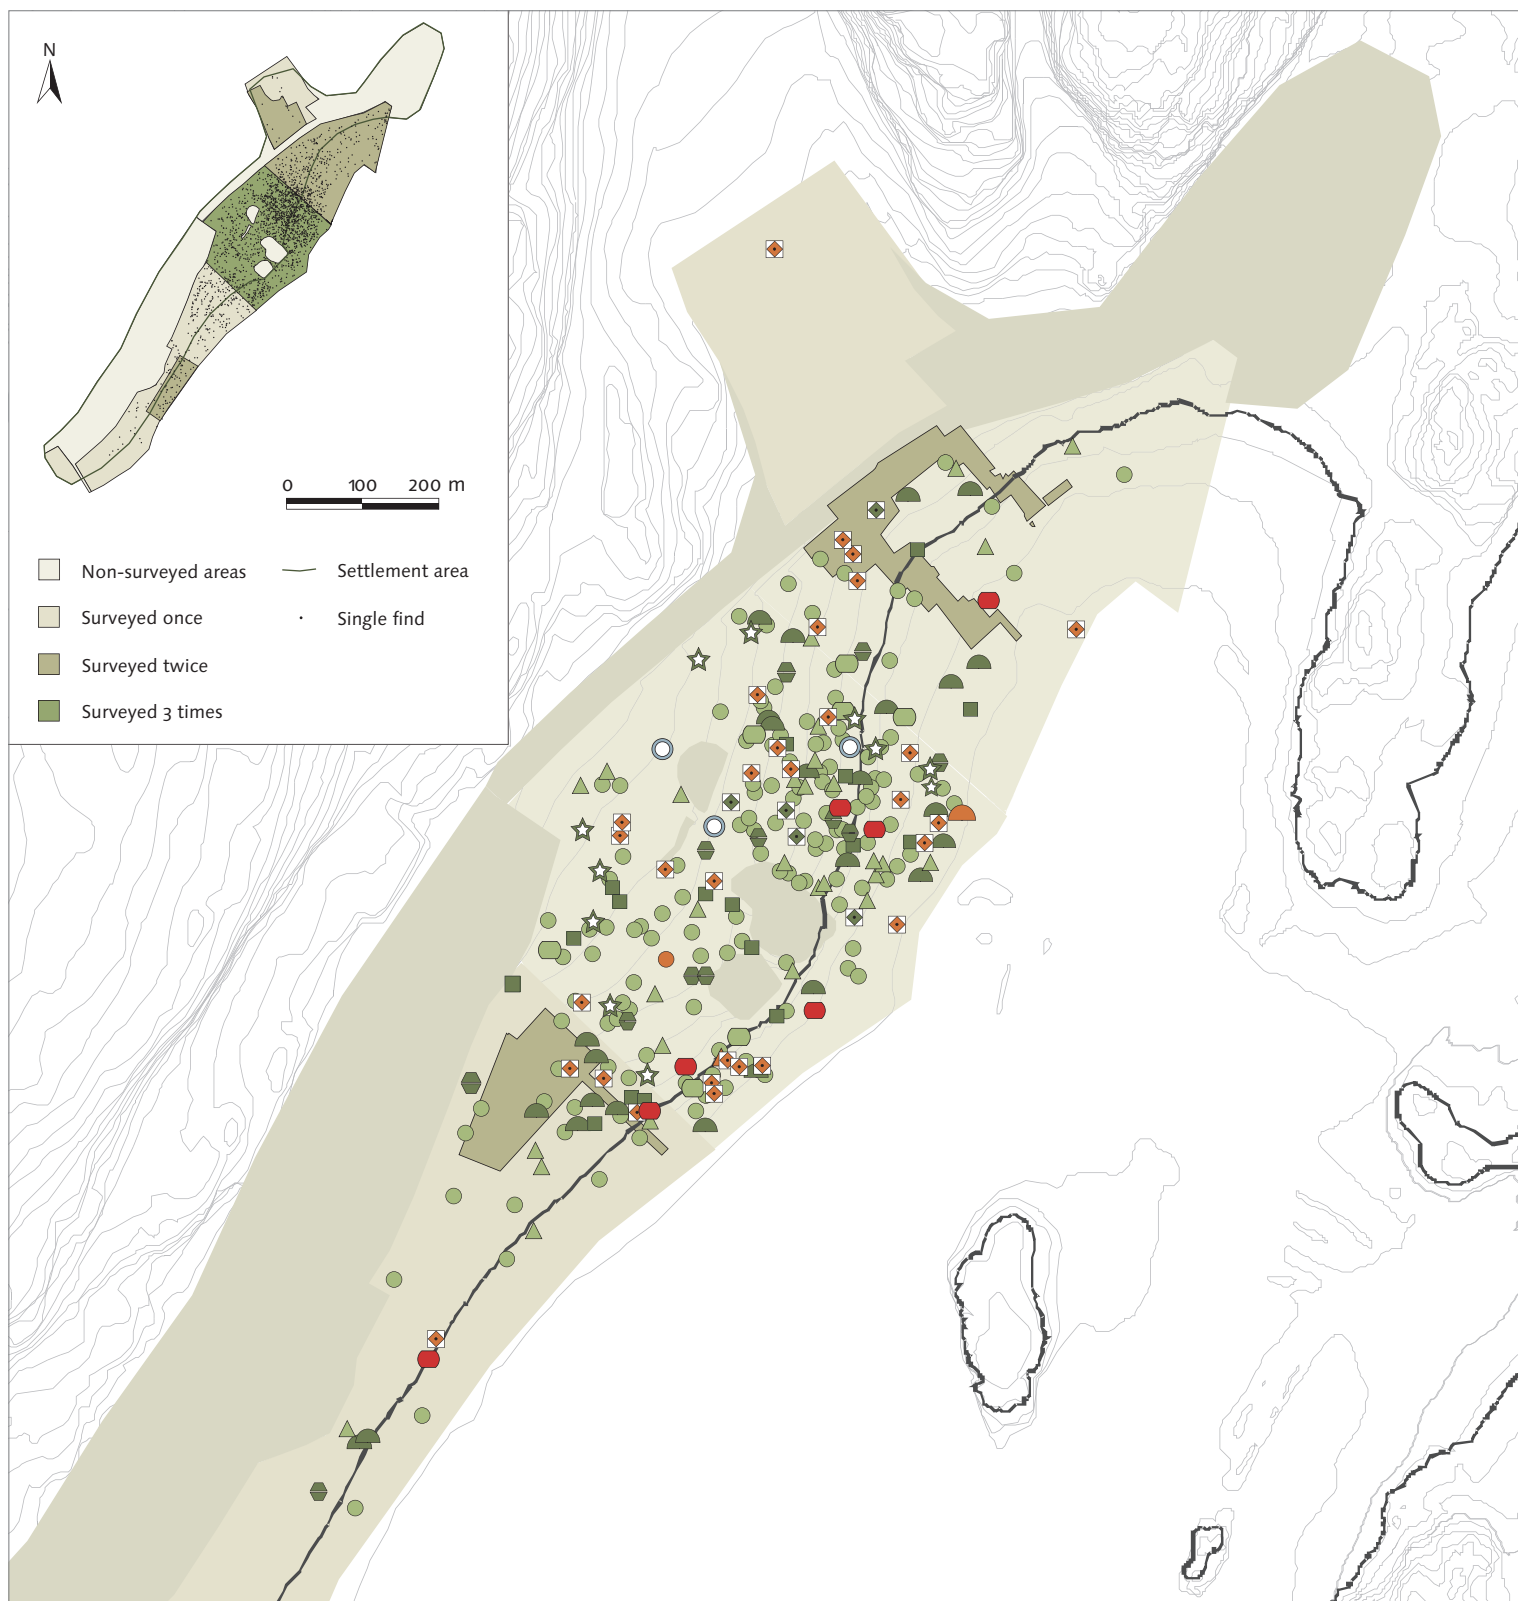 N
0 100 200 m
Non-surveyed areas
Settlement area
Surveyed once
Single find
Surveyed twice
Surveyed 3 times